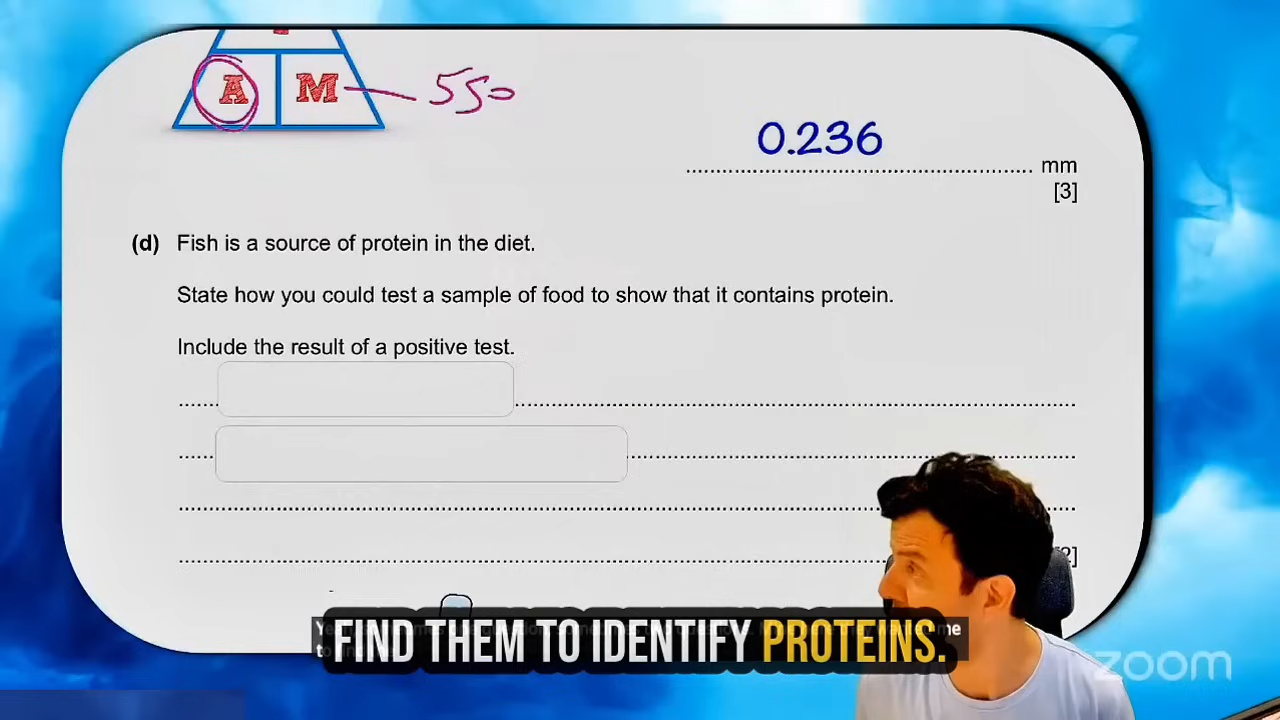 A M 550
0.236
mm
[3]
(d) Fish is a source of protein in the diet.
State how you could test a sample of food to show that it contains protein.
Include the result of a positive test.
FIND THEM TO IDENTIFY PROTEINS.
zoom